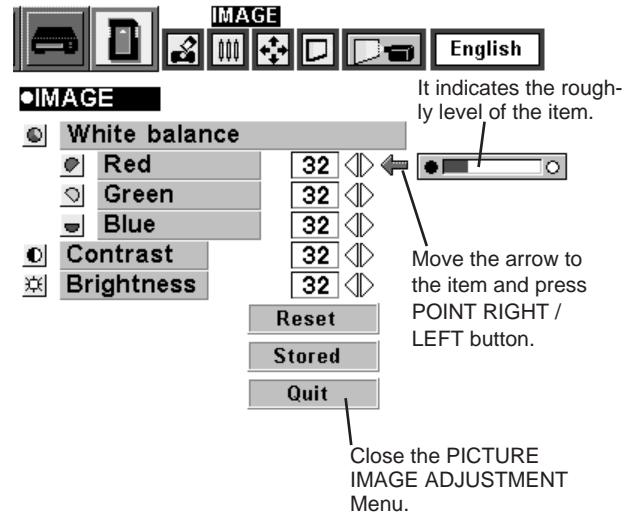 IMAGE
English
●IMAGE
It indicates the rough-
ly level of the item.
White balance
Red 32
Green 32
Blue 32
Contrast 32
Brightness 32
Move the arrow to
the item and press
POINT RIGHT /
LEFT button.
Reset
Stored
Quit
Close the PICTURE
IMAGE ADJUSTMENT
Menu.